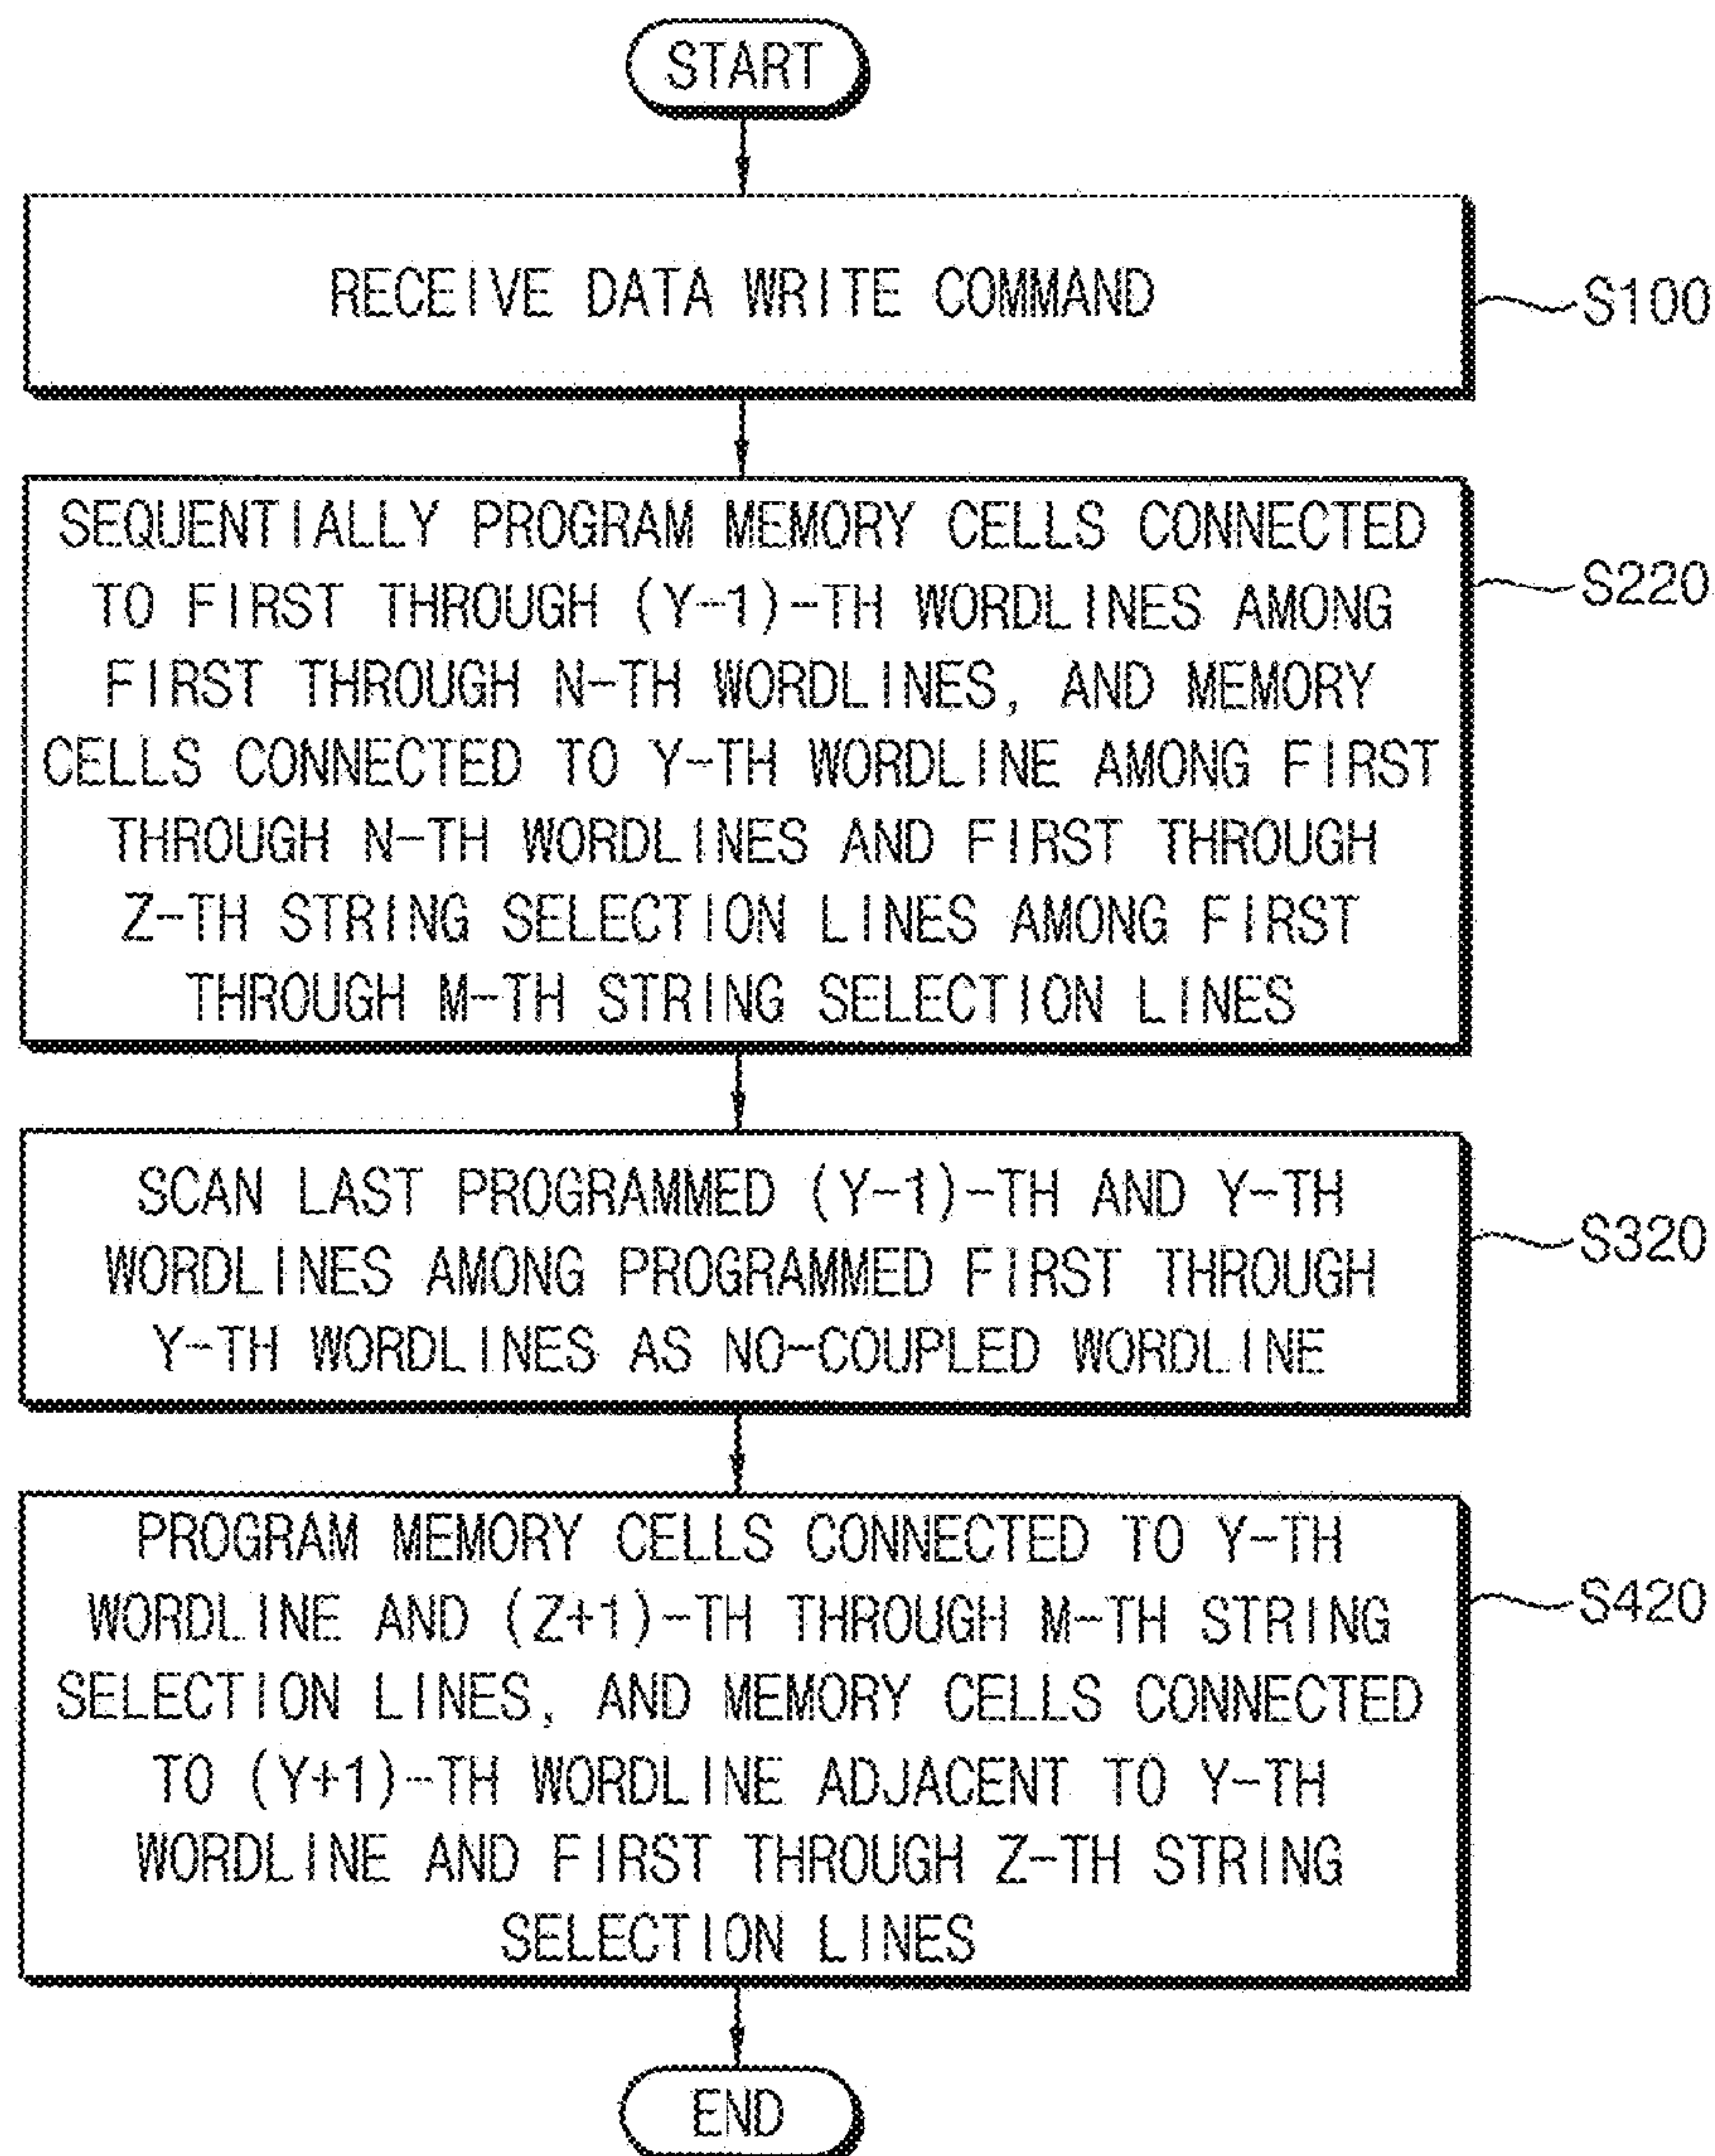 START
RECEIVE DATA WRITE COMMAND
S100
SEQUENTIALLY PROGRAM MEMORY CELLS CONNECTED
TO FIRST THROUGH (Y-1)-TH WORDLINES AMONG
FIRST THROUGH N-TH WORDLINES, AND MEMORY
CELLS CONNECTED TO Y-TH WORDLINE AMONG FIRST
THROUGH N-TH WORDLINES AND FIRST THROUGH
Z-TH STRING SELECTION LINES AMONG FIRST
THROUGH M-TH STRING SELECTION LINES
S220
SCAN LAST PROGRAMMED (Y-1)-TH AND Y-TH
WORDLINES AMONG PROGRAMMED FIRST THROUGH
Y-TH WORDLINES AS NO-COUPLED WORDLINE
S320
PROGRAM MEMORY CELLS CONNECTED TO Y-TH
WORDLINE AND (Z+1)-TH THROUGH M-TH STRING
SELECTION LINES, AND MEMORY CELLS CONNECTED
TO (Y+1)-TH WORDLINE ADJACENT TO Y-TH
WORDLINE AND FIRST THROUGH Z-TH STRING
SELECTION LINES
S420
END